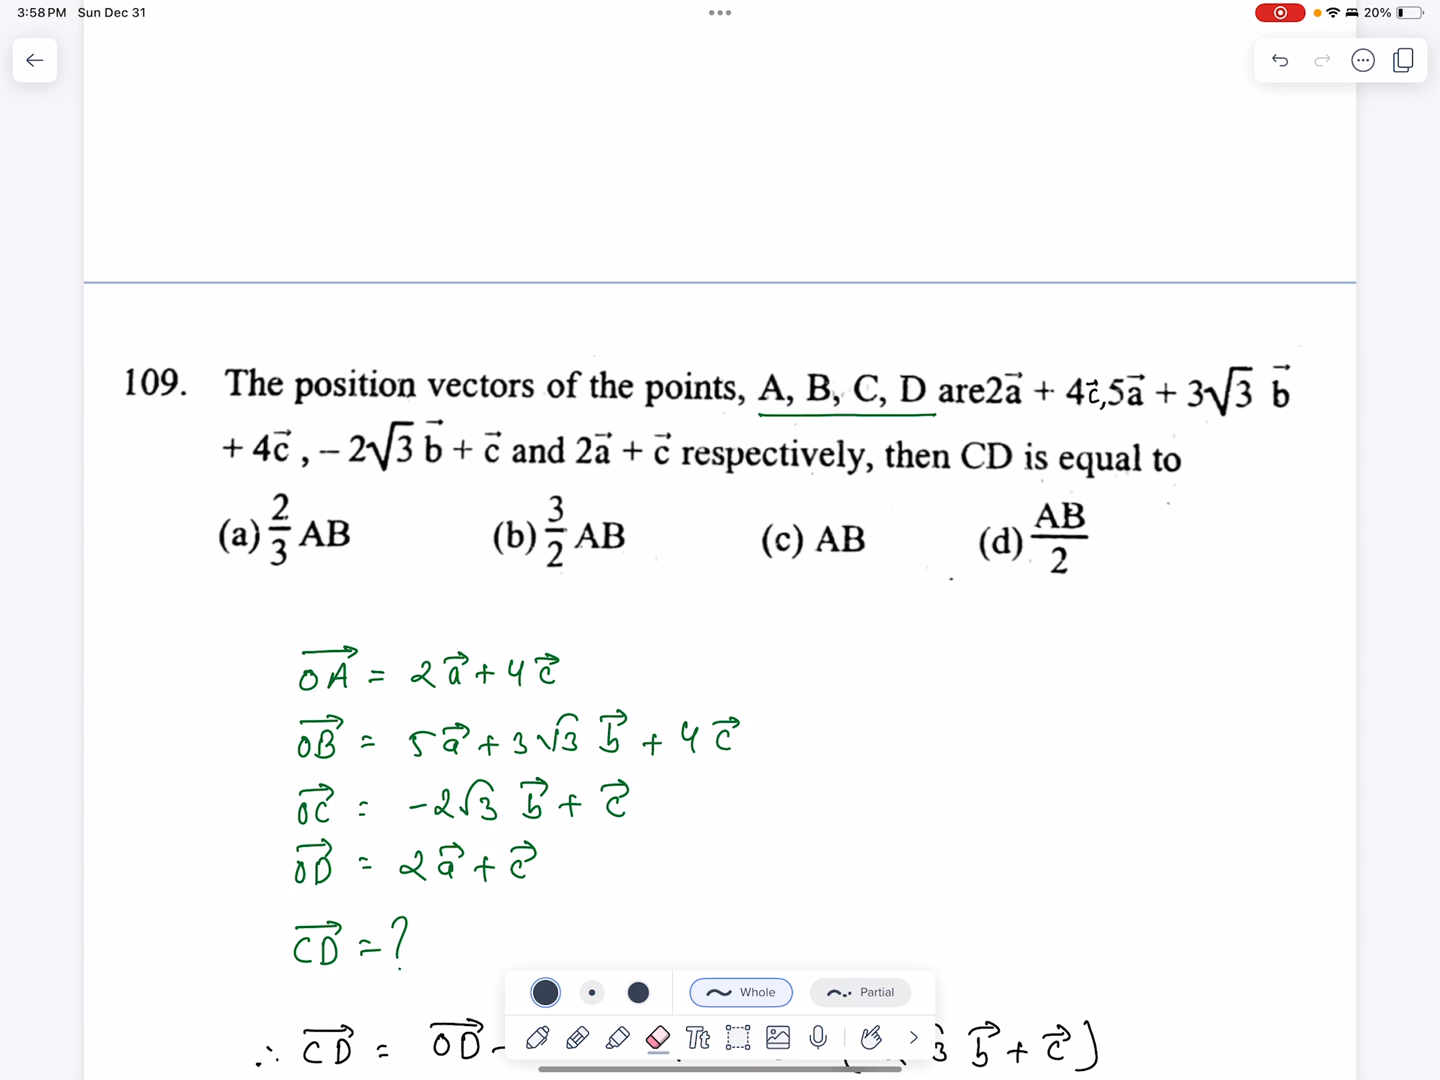 3:58 PM Sun Dec 31
20%
109. The position vectors of the points, A, B, C, D are2a⃗ + 4c⃗,5a⃗ + 3√3 b⃗
+ 4c⃗ , – 2√3 b⃗ + c⃗ and 2a⃗ + c⃗ respectively, then CD is equal to
(a) 2/3 AB (b) 3/2 AB (c) AB (d) AB/2
OA⃗ = 2a⃗ + 4c⃗
OB⃗ = 5a⃗ + 3√3 b⃗ + 4c⃗
OC⃗ = -2√3 b⃗ + c⃗
OD⃗ = 2a⃗ + c⃗
CD⃗ = ?
Whole Partial
Tt
∴ CD⃗ = OD⃗ - 3 b⃗ + c⃗)